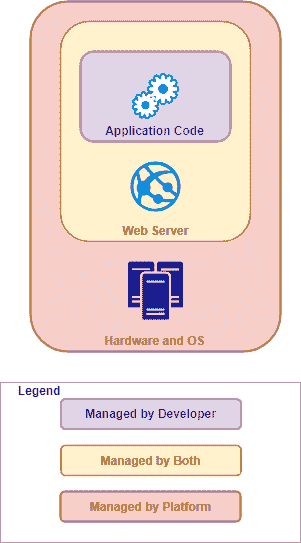 Application Code
Web Server
Hardware and OS
Legend
Managed by Developer
Managed by Both
Managed by Platform